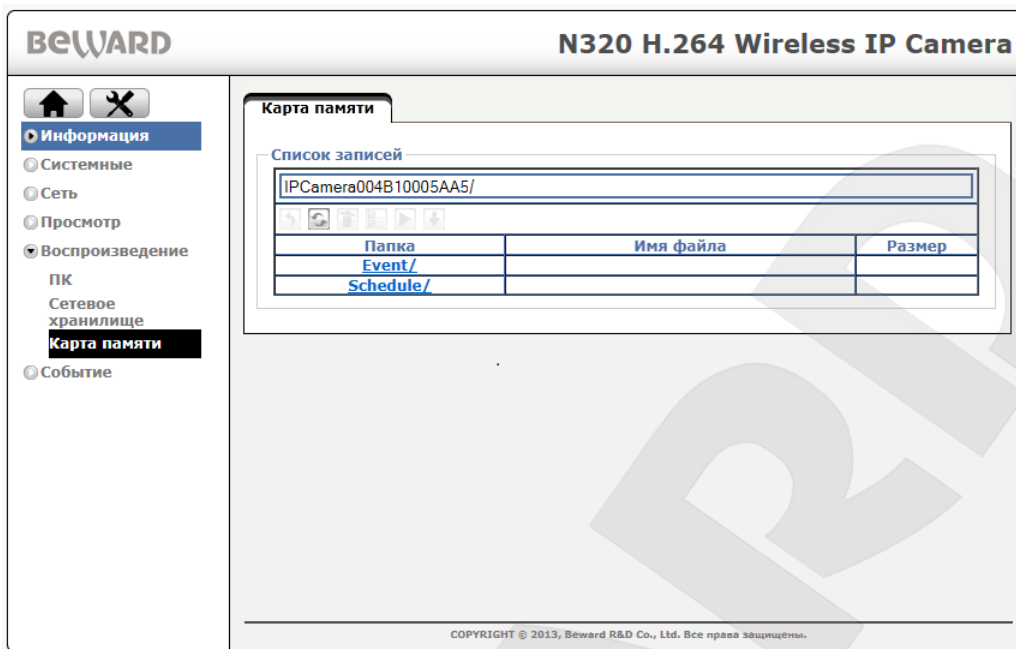 BEWARD
N320 H.264 Wireless IP Camera
Информация
Системные
Сеть
Просмотр
Воспроизведение
ПК
Сетевое
хранилище
Карта памяти
Событие
Карта памяти
Список записей
IPCamera004B10005AA5/
Папка Имя файла Размер
Event/
Schedule/
COPYRIGHT © 2013, Beward R&D Co., Ltd. Все права защищены.